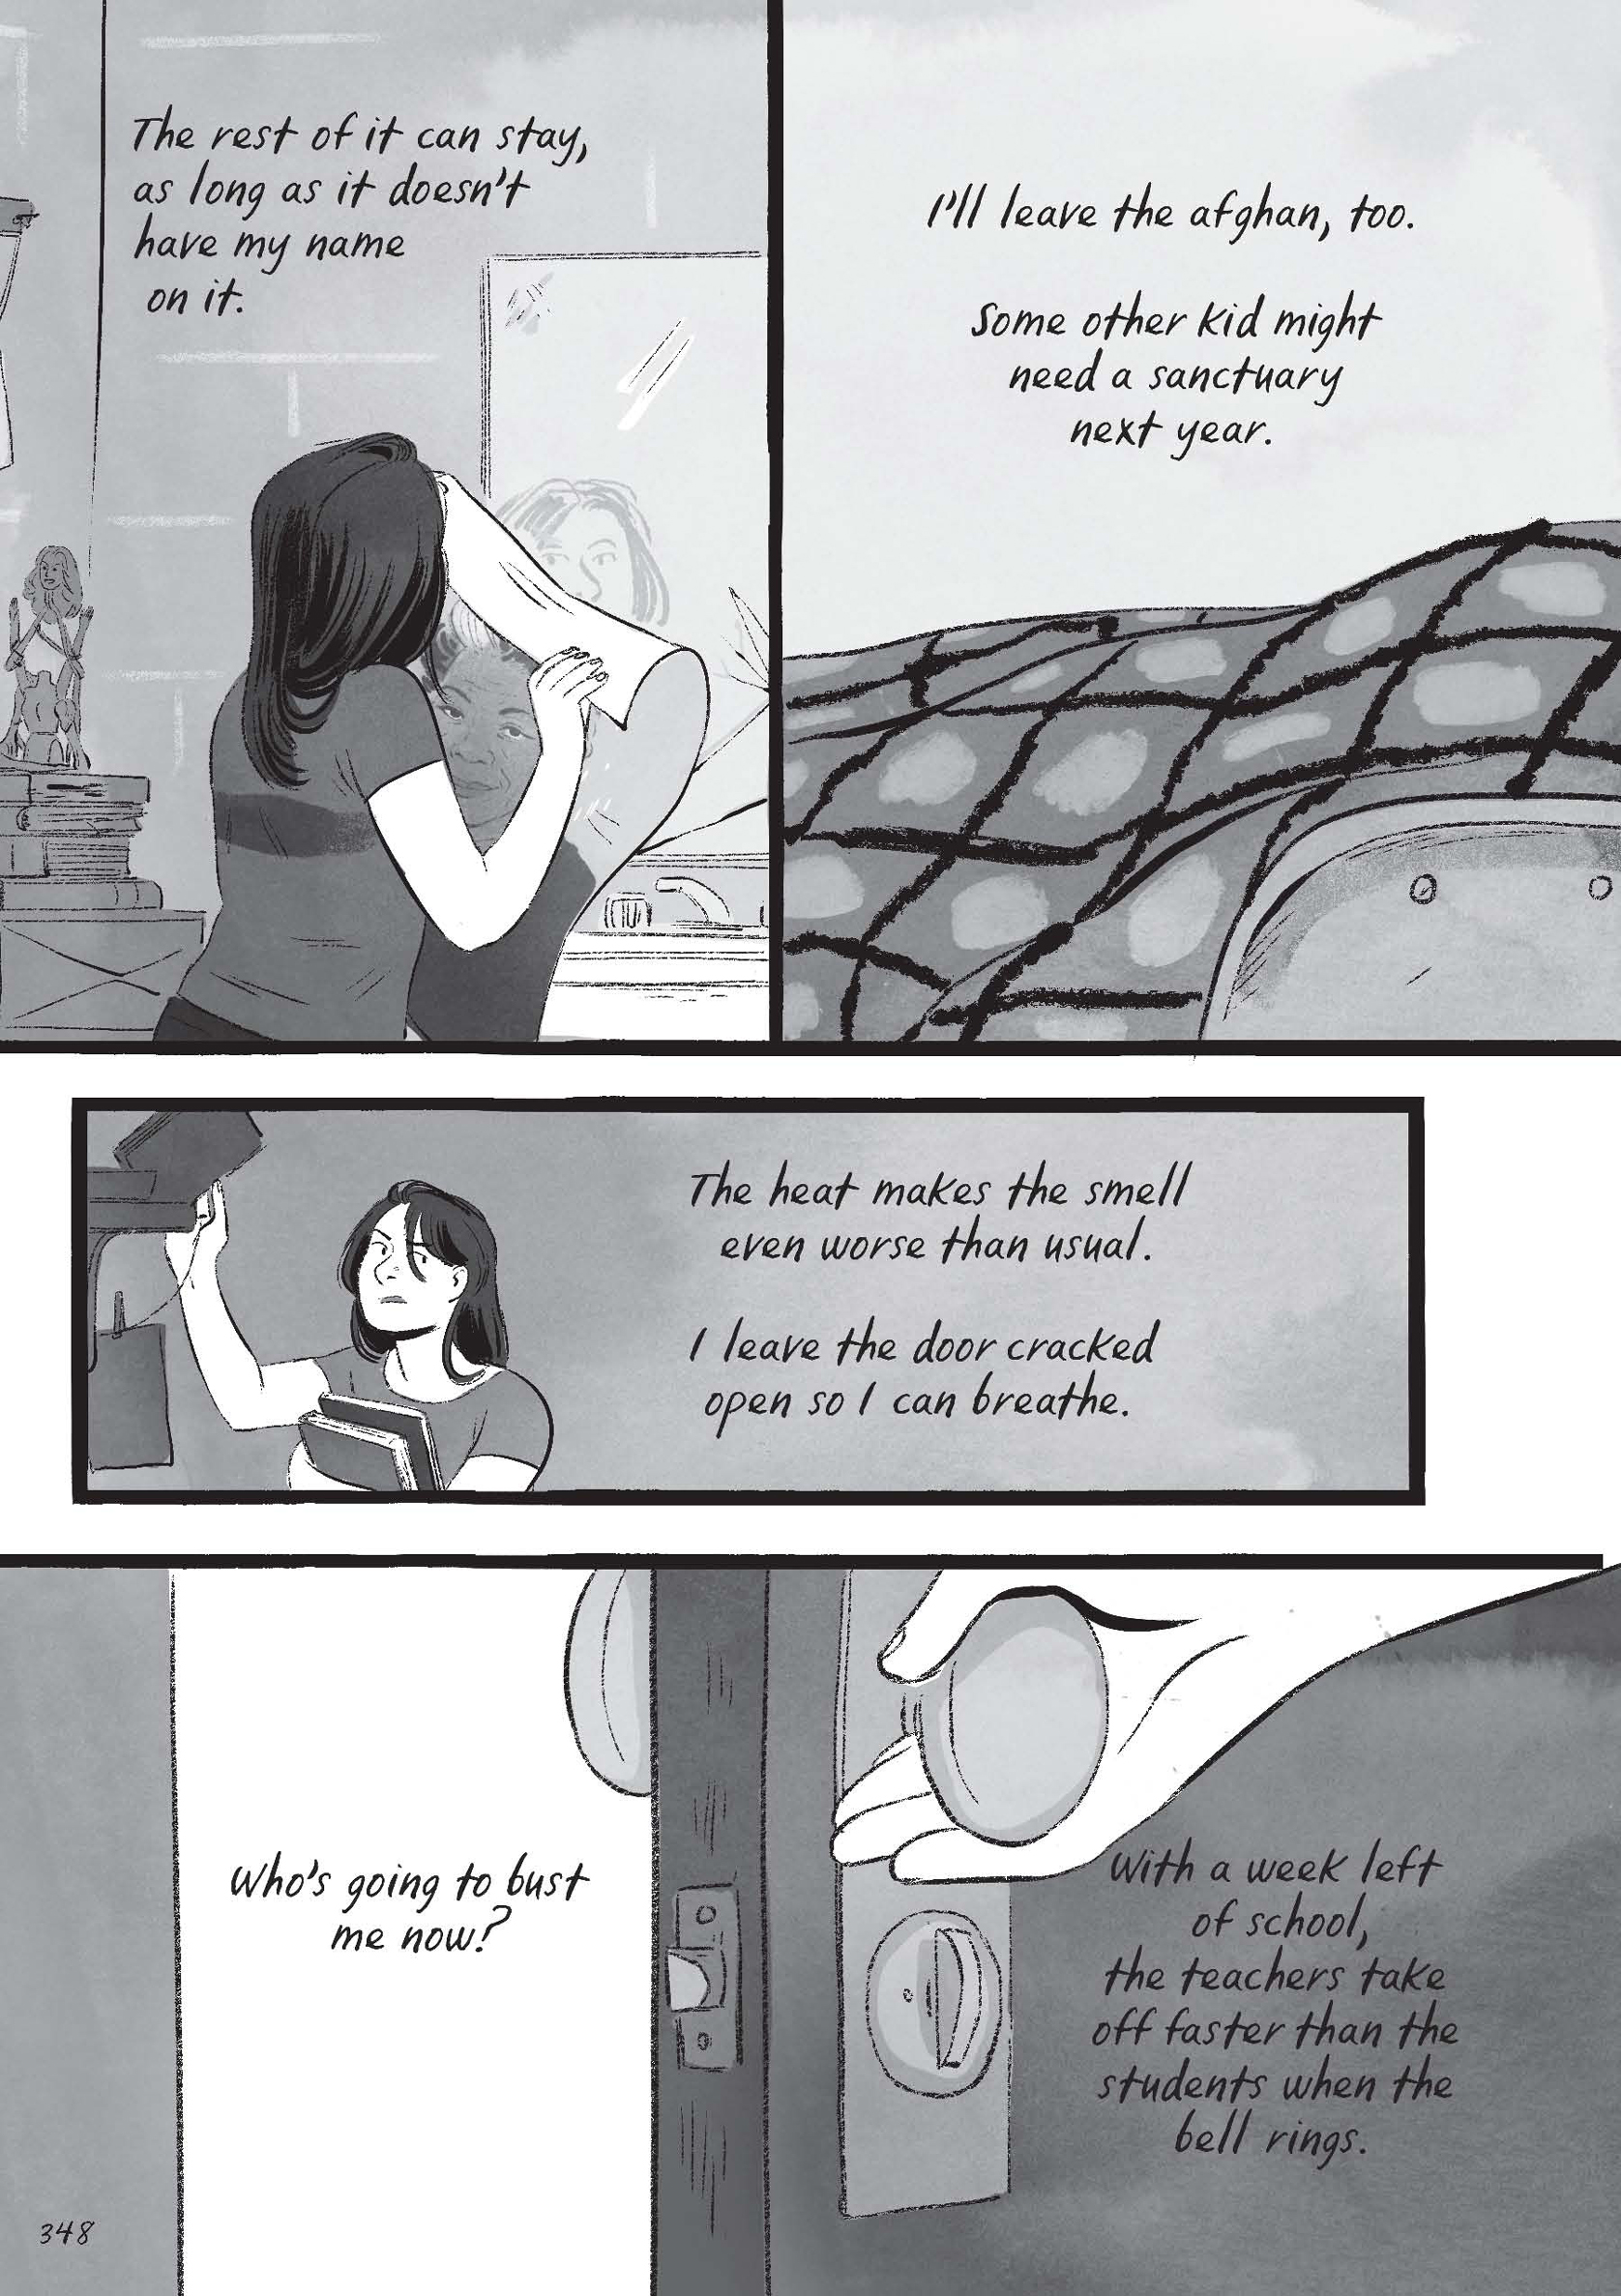 The rest of it can stay,
as long as it doesn't
have my name
on it.
I'll leave the afghan, too.
Some other kid might
need a sanctuary
next year.
The heat makes the smell
even worse than usual.
I leave the door cracked
open so I can breathe.
Who's going to bust
me now?
With a week left
of school,
the teachers take
off faster than the
students when the
bell rings.
348